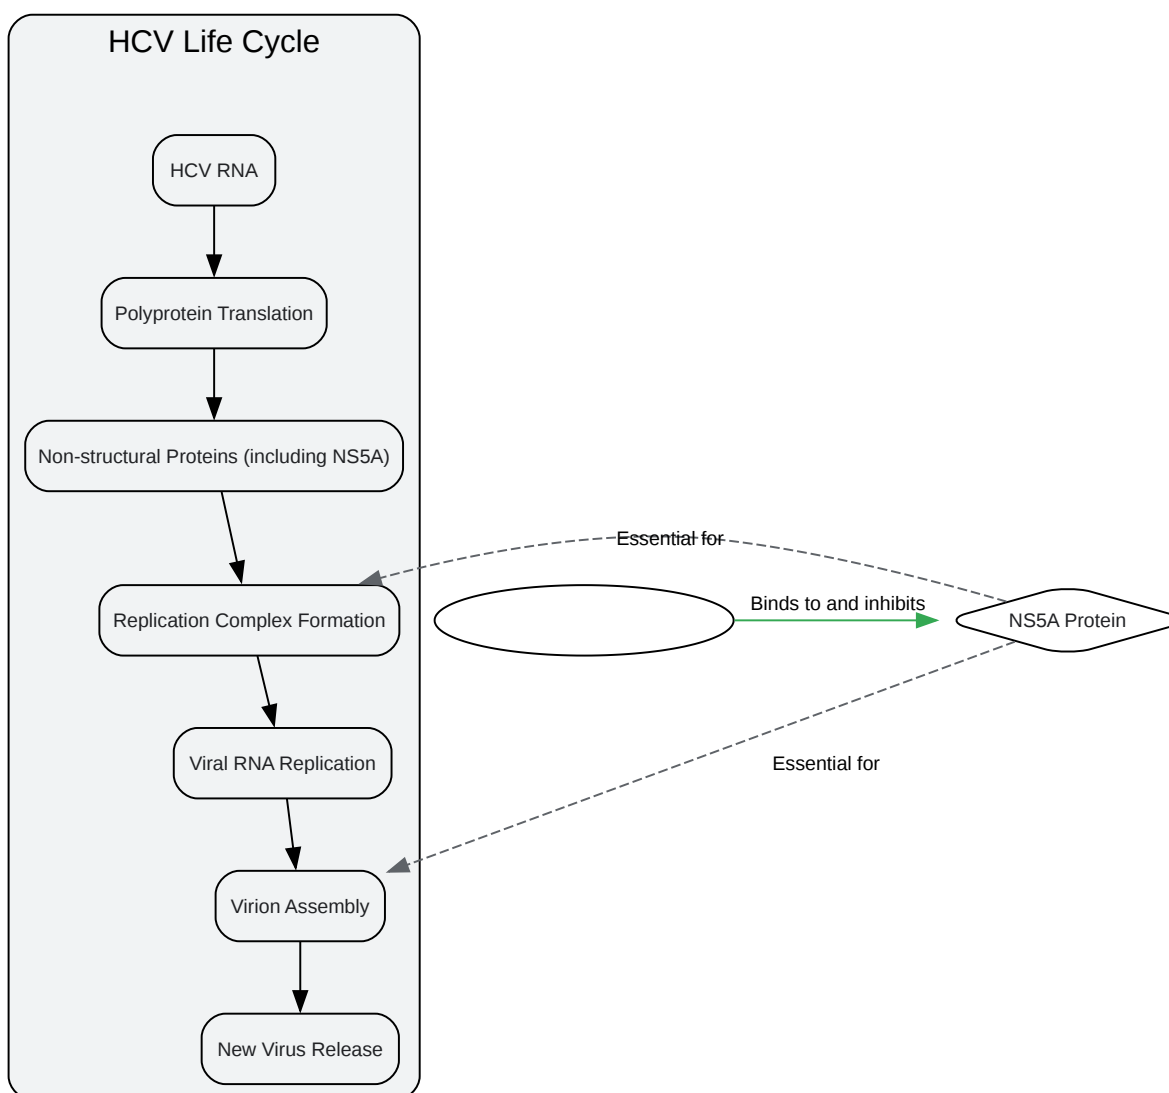 HCV Life Cycle
HCV RNA
Polyprotein Translation
Non-structural Proteins (including NS5A)
Essential for
Binds to and inhibits
Replication Complex Formation
NS5A Protein
Viral RNA Replication
Essential for
Virion Assembly
New Virus Release